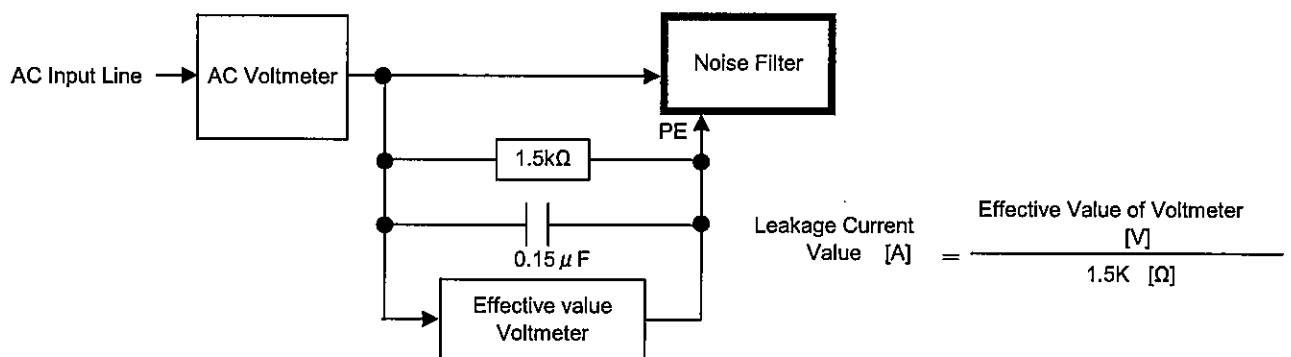 AC Input Line
AC Voltmeter
Noise Filter
PE
1.5kΩ
0.15 μ F
Effective value
Voltmeter
Leakage Current
Value [A]
=
Effective Value of Voltmeter
[V]
1.5K [Ω]